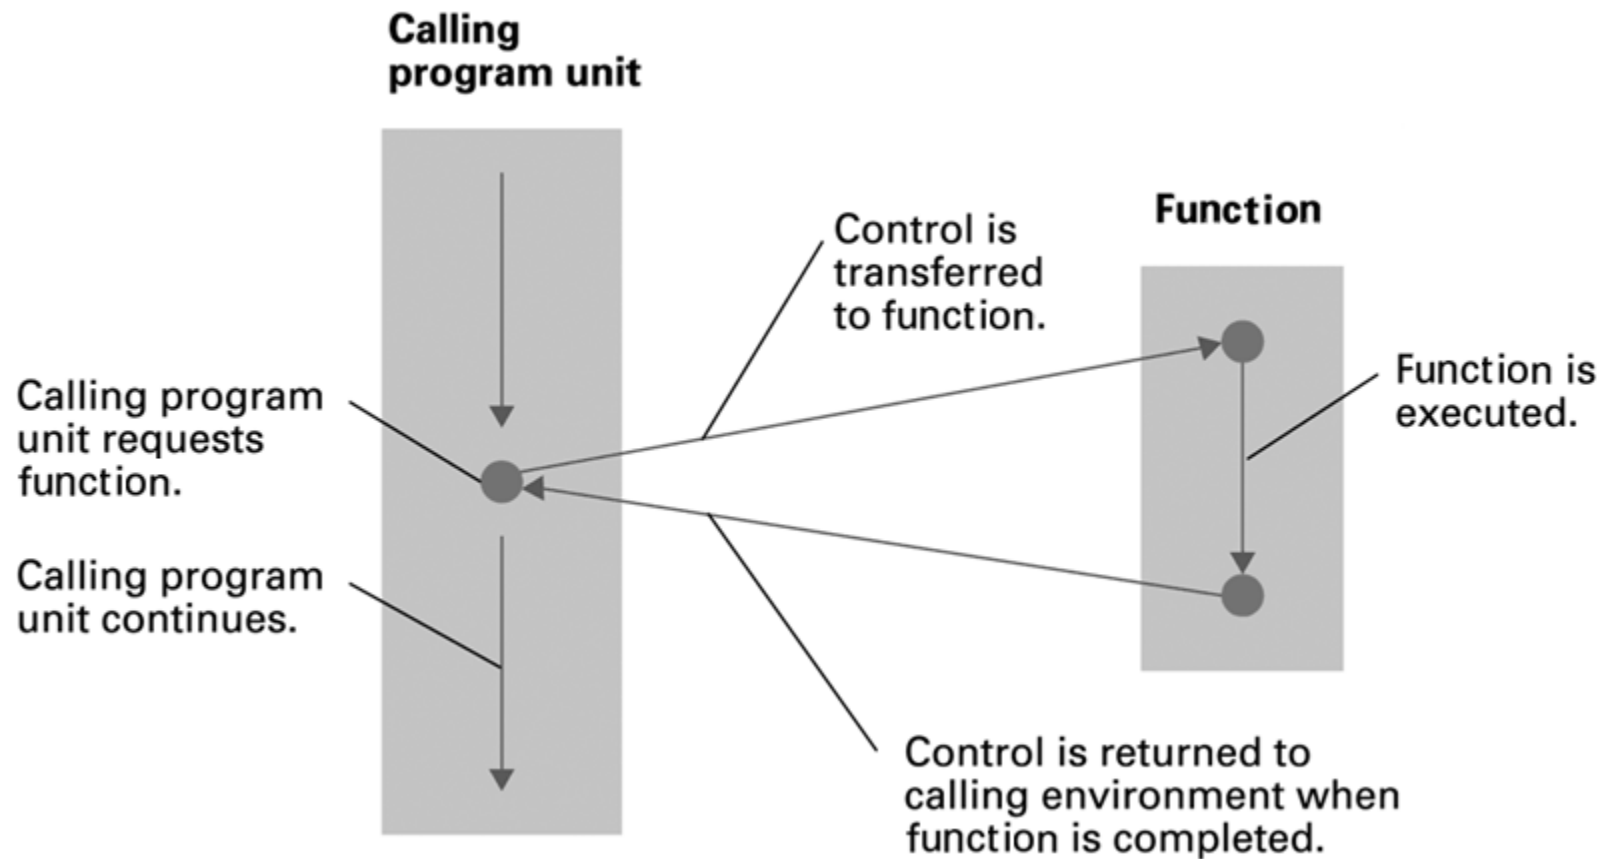 Calling
program unit
Control is
transferred
to function.
Function
Calling program
unit requests
function.
Function is
executed.
Calling program
unit continues.
Control is returned to
calling environment when
function is completed.